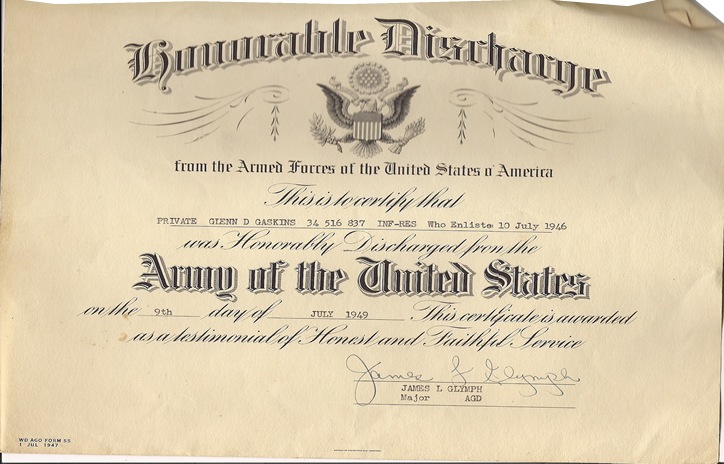 Honorable Discharge
from the Armed Forces of the United States of America
This is to certify that
PRIVATE GLENN D GASKINS 34 516 837 INF-RES Who Enliste 10 July 1946
was Honorably Discharged from the
Army of the United States
on the 9th day of JULY 1949 This certificate is awarded
as a testimonial of Honest and Faithful Service
James L Glymph
JAMES L GLYMPH
Major AGD
WD AGO FORM 55
1 JUL 1947